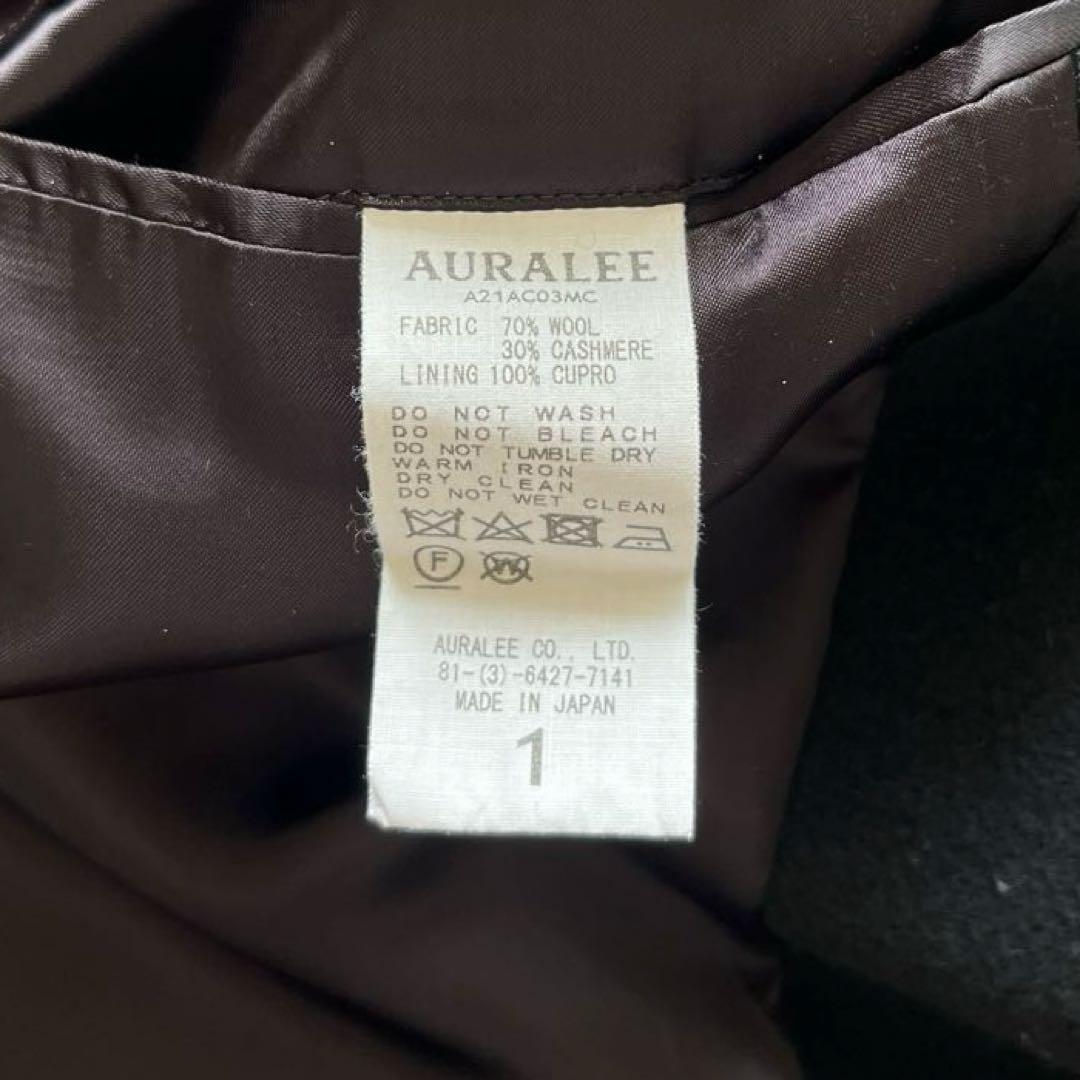 AURALEE
A21AC03MC
FABRIC 70% WOOL
30% CASHMERE
LINING 100% CUPRO
DO NOT WASH
DO NOT BLEACH
DO NOT TUMBLE DRY
WARM IRON
DRY CLEAN
DO NOT WET CLEAN
F W
AURALEE CO., LTD.
81-(3)-6427-7141
MADE IN JAPAN
1